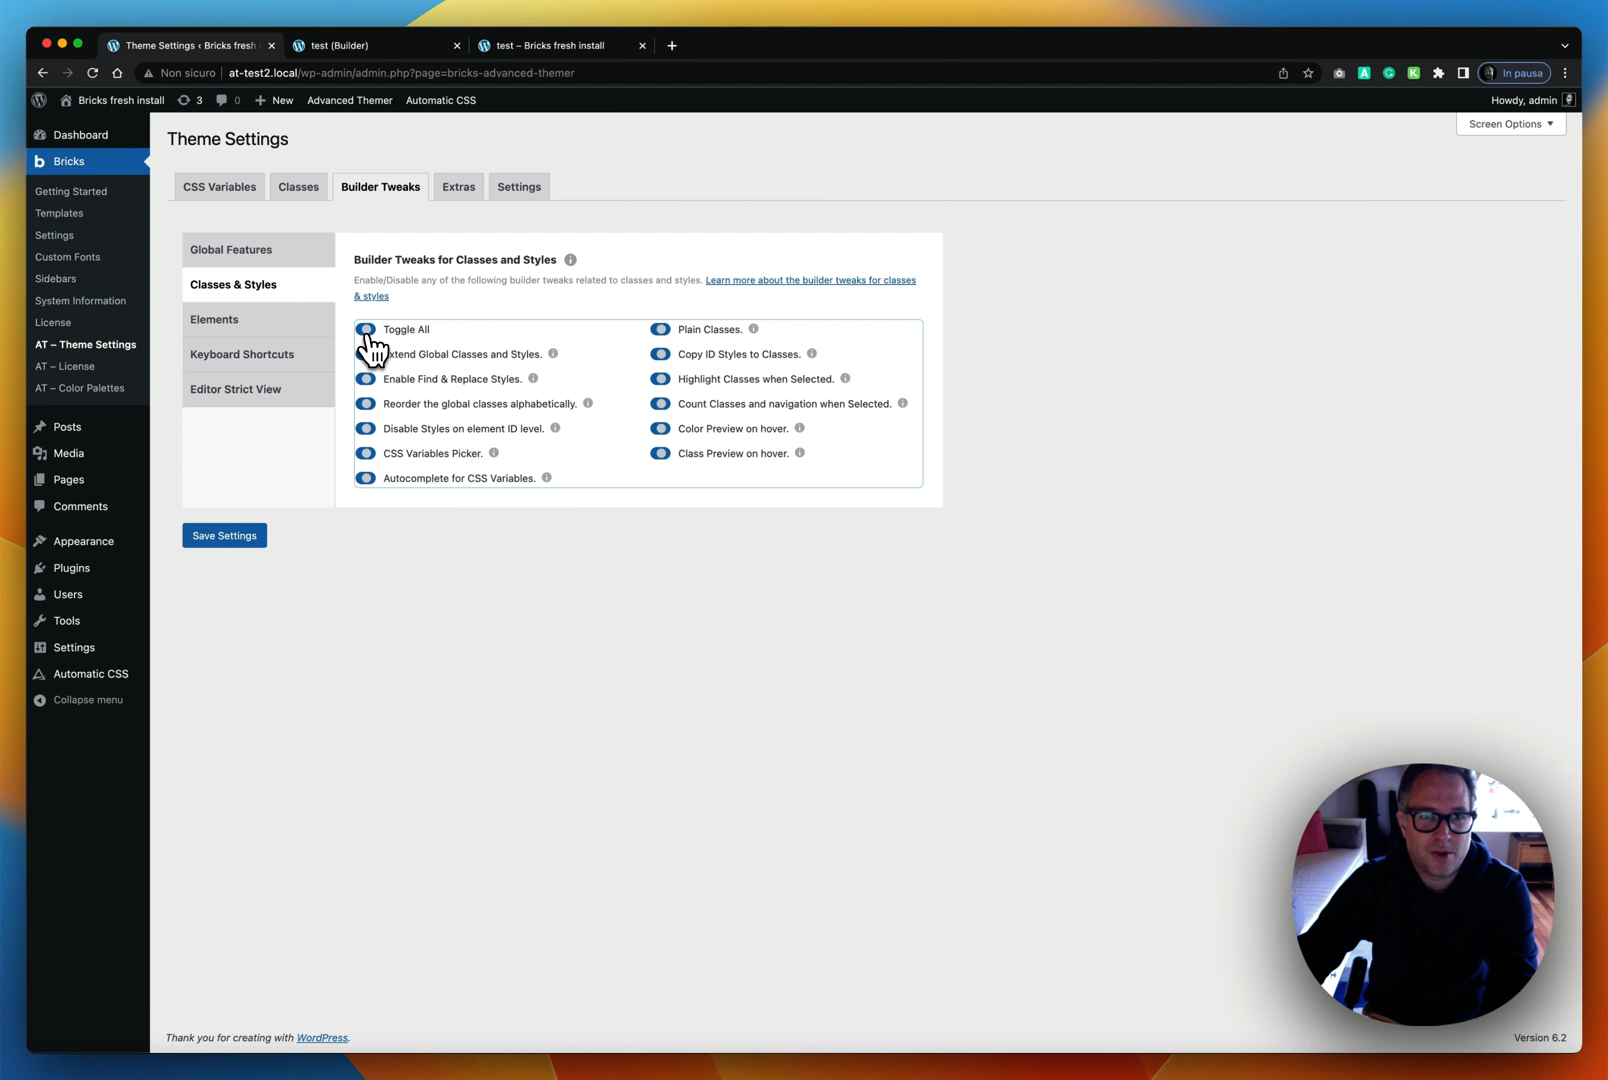 Theme Settings ‹ Bricks fresh
test (Builder)
test – Bricks fresh install
Non sicuro
at-test2.local/wp-admin/admin.php?page=bricks-advanced-themer
In pausa
Bricks fresh install
3
0
New
Advanced Themer
Automatic CSS
Howdy, admin
Screen Options
Dashboard
Bricks
Getting Started
Templates
Settings
Custom Fonts
Sidebars
System Information
License
AT – Theme Settings
AT – License
AT – Color Palettes
Posts
Media
Pages
Comments
Appearance
Plugins
Users
Tools
Settings
Automatic CSS
Collapse menu
Theme Settings
CSS Variables
Classes
Builder Tweaks
Extras
Settings
Global Features
Classes & Styles
Elements
Keyboard Shortcuts
Editor Strict View
Builder Tweaks for Classes and Styles
Enable/Disable any of the following builder tweaks related to classes and styles. Learn more about the builder tweaks for classes
& styles
Toggle All
Global Classes and Styles.
Enable Find & Replace Styles.
Reorder the global classes alphabetically.
Disable Styles on element ID level.
CSS Variables Picker.
Autocomplete for CSS Variables.
Plain Classes.
Copy ID Styles to Classes.
Highlight Classes when Selected.
Count Classes and navigation when Selected.
Color Preview on hover.
Class Preview on hover.
Save Settings
Thank you for creating with WordPress.
Version 6.2